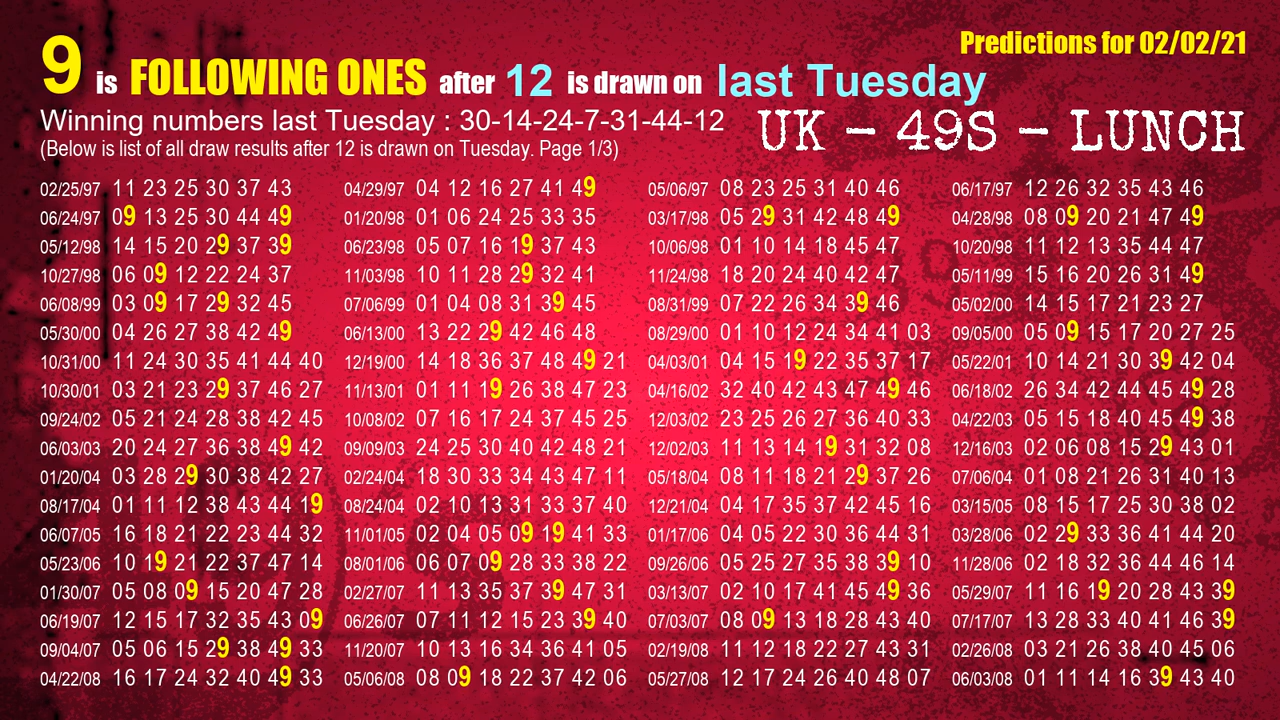 Predictions for 02/02/21
9 is FOLLOWING ONES after 12 is drawn on last Tuesday
Winning numbers last Tuesday : 30-14-24-7-31-44-12
UK - 49S - LUNCH
(Below is list of all draw results after 12 is drawn on Tuesday. Page 1/3)
02/25/97 11 23 25 30 37 43 04/29/97 04 12 16 27 41 49 05/06/97 08 23 25 31 40 46 06/17/97 12 26 32 35 43 46
06/24/97 09 13 25 30 44 49 01/20/98 01 06 24 25 33 35 03/17/98 05 29 31 42 48 49 04/28/98 08 09 20 21 47 49
05/12/98 14 15 20 29 37 39 06/23/98 05 07 16 19 37 43 10/06/98 01 10 14 18 45 47 10/20/98 11 12 13 35 44 47
10/27/98 06 09 12 22 24 37 11/03/98 10 11 28 29 32 41 11/24/98 18 20 24 40 42 47 05/11/99 15 16 20 26 31 49
06/08/99 03 09 17 29 32 45 07/06/99 01 04 08 31 39 45 08/31/99 07 22 26 34 39 46 05/02/00 14 15 17 21 23 27
05/30/00 04 26 27 38 42 49 06/13/00 13 22 29 42 46 48 08/29/00 01 10 12 24 34 41 03 09/05/00 05 09 15 17 20 27 25
10/31/00 11 24 30 35 41 44 40 12/19/00 14 18 36 37 48 49 21 04/03/01 04 15 19 22 35 37 17 05/22/01 10 14 21 30 39 42 04
10/30/01 03 21 23 29 37 46 27 11/13/01 01 11 19 26 38 47 23 04/16/02 32 40 42 43 47 49 46 06/18/02 26 34 42 44 45 49 28
09/24/02 05 21 24 28 38 42 45 10/08/02 07 16 17 24 37 45 25 12/03/02 23 25 26 27 36 40 33 04/22/03 05 15 18 40 45 49 38
06/03/03 20 24 27 36 38 49 42 09/09/03 24 25 30 40 42 48 21 12/02/03 11 13 14 19 31 32 08 12/16/03 02 06 08 15 29 43 01
01/20/04 03 28 29 30 38 42 27 02/24/04 18 30 33 34 43 47 11 05/18/04 08 11 18 21 29 37 26 07/06/04 01 08 21 26 31 40 13
08/17/04 01 11 12 38 43 44 19 08/24/04 02 10 13 31 33 37 40 12/21/04 04 17 35 37 42 45 16 03/15/05 08 15 17 25 30 38 02
06/07/05 16 18 21 22 23 44 32 11/01/05 02 04 05 09 19 41 33 01/17/06 04 05 22 30 36 44 31 03/28/06 02 29 33 36 41 44 20
05/23/06 10 19 21 22 37 47 14 08/01/06 06 07 09 28 33 38 22 09/26/06 05 27 30 35 38 39 10 11/28/06 02 18 32 36 44 46 14
01/30/07 05 08 09 15 20 47 28 02/27/07 11 13 35 37 39 47 31 03/13/07 02 10 17 41 45 49 36 05/29/07 11 16 19 20 28 43 39
06/19/07 12 15 17 32 35 43 09 06/26/07 07 11 12 15 23 39 40 07/03/07 08 09 13 18 28 43 40 07/17/07 13 28 33 40 41 46 39
09/04/07 05 06 15 29 38 49 33 11/20/07 10 13 16 34 36 41 05 02/19/08 11 12 18 22 27 43 31 02/26/08 03 21 26 38 40 45 06
04/22/08 16 17 24 32 40 49 33 05/06/08 08 09 18 22 37 42 06 05/27/08 12 17 24 26 40 48 07 06/03/08 01 11 14 16 39 43 40